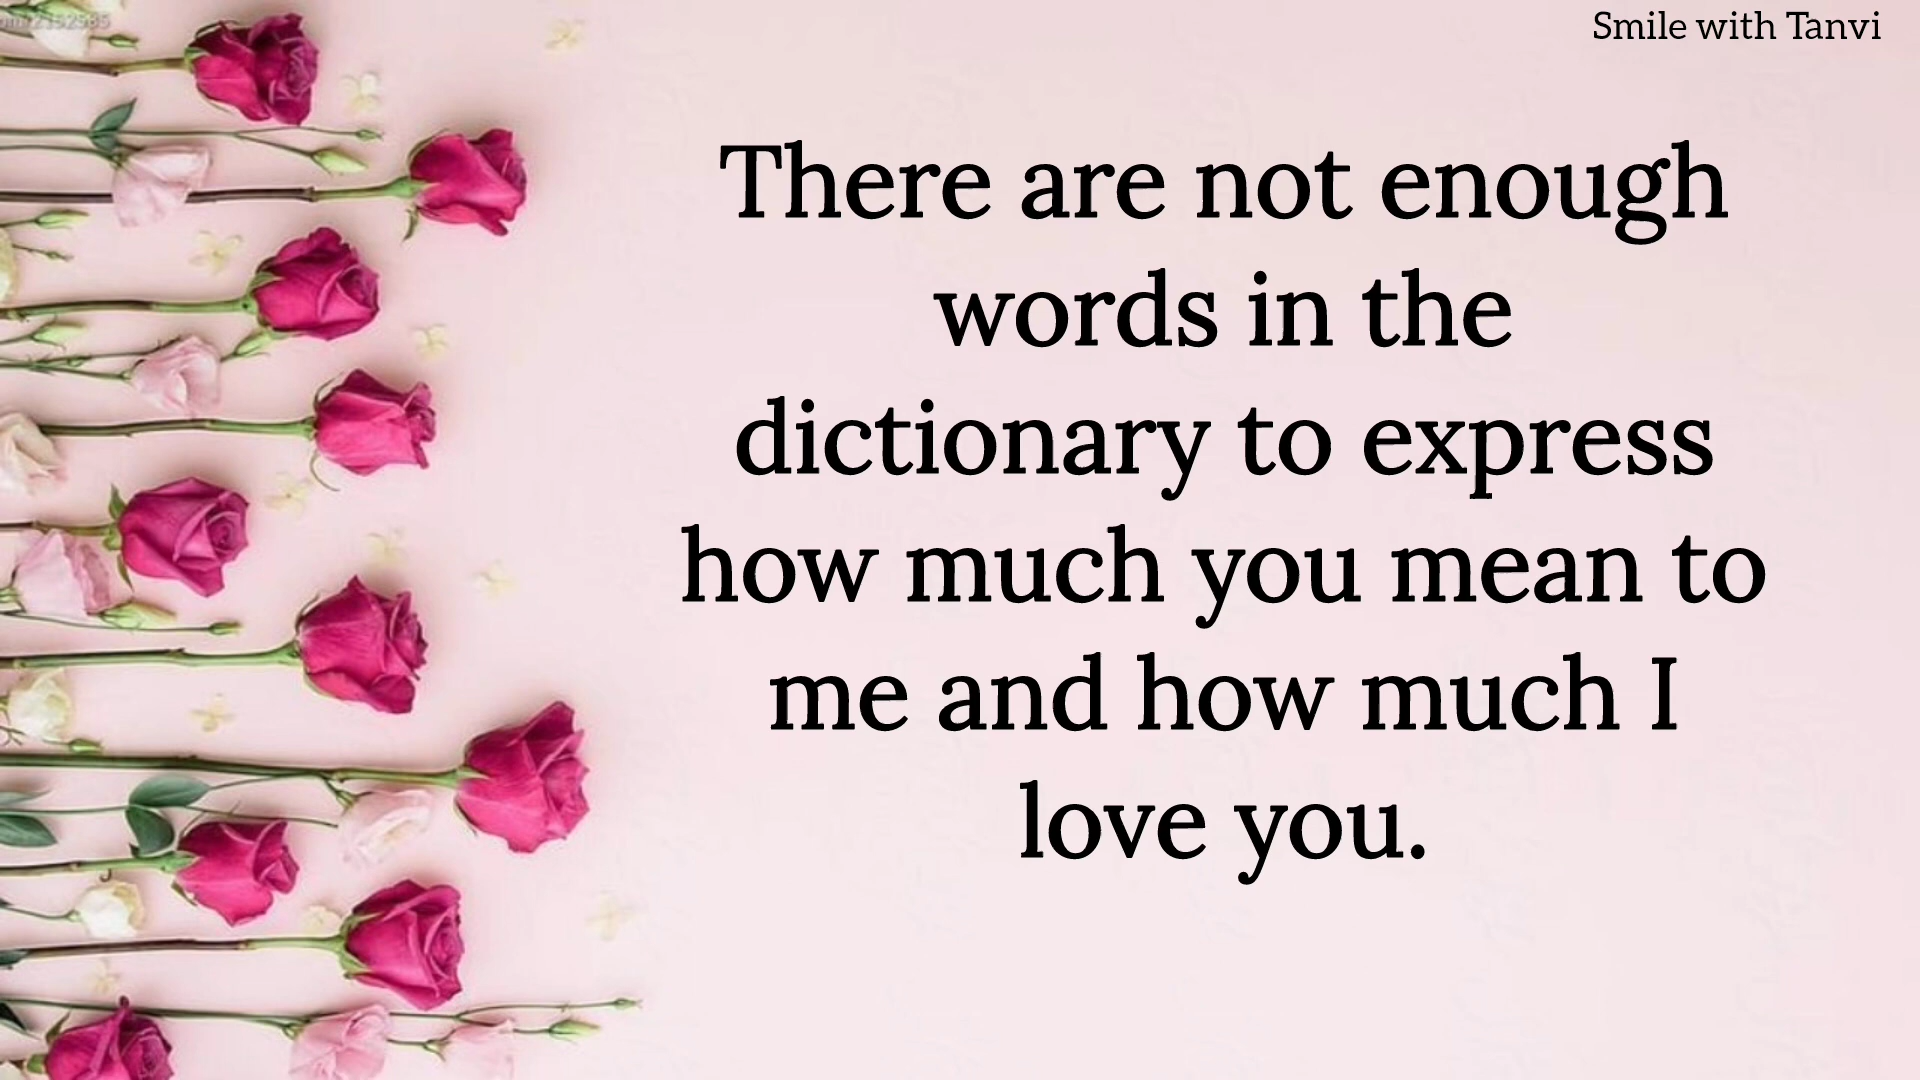 Smile with Tanvi
There are not enough
words in the
dictionary to express
how much you mean to
me and how much I
love you.